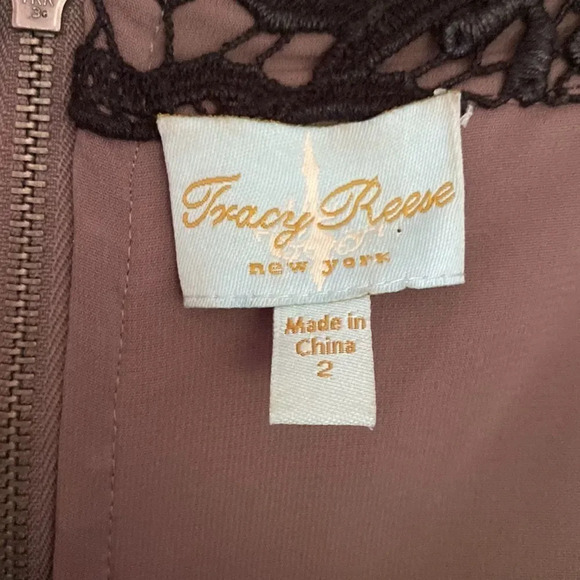 Tracy Reese
new york
Made in
China
2